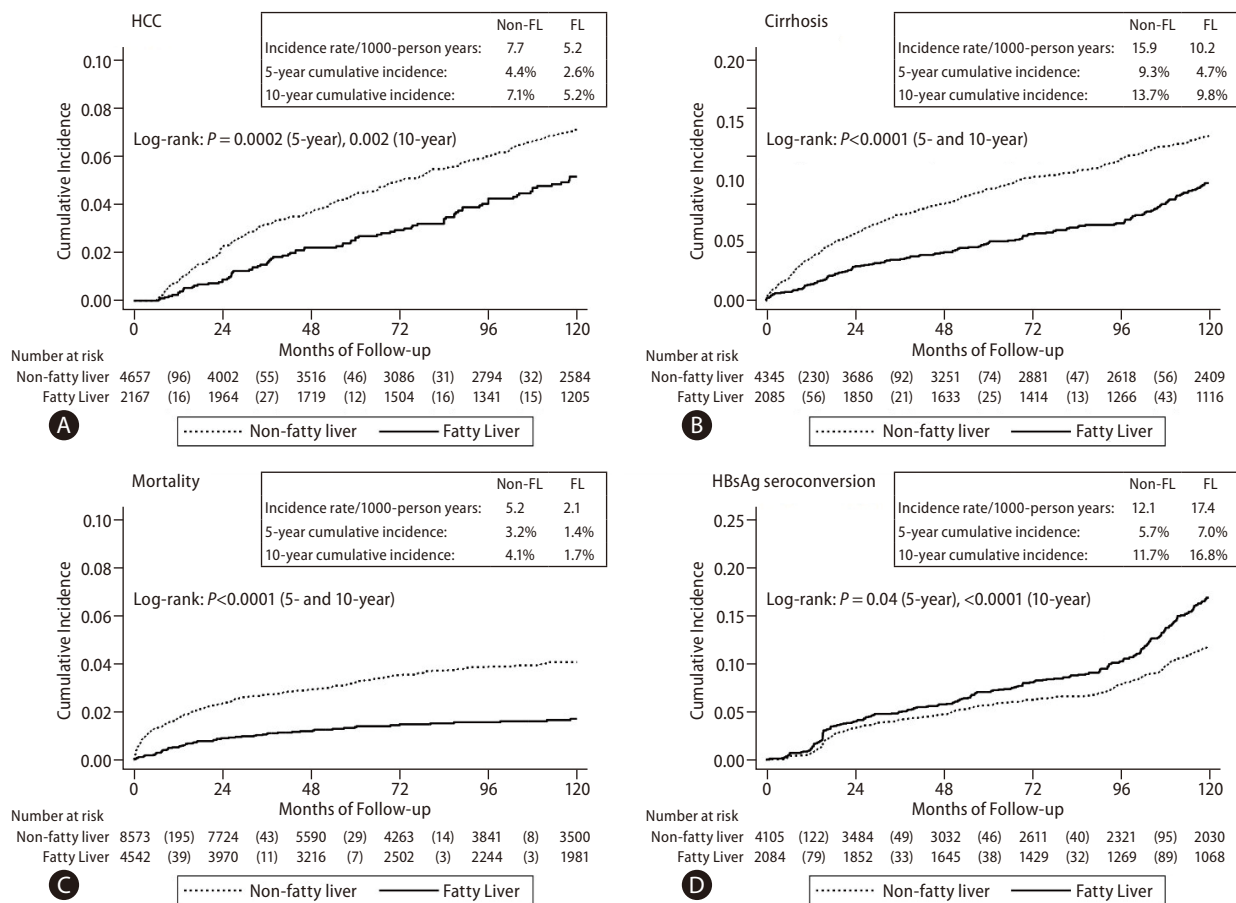 HCC
Non-FL FL
Incidence rate/1000-person years: 7.7 5.2
5-year cumulative incidence: 4.4% 2.6%
10-year cumulative incidence: 7.1% 5.2%
Log-rank: P = 0.0002 (5-year), 0.002 (10-year)
Cumulative Incidence
0.10
0.08
0.06
0.04
0.02
0.00
0 24 48 72 96 120
Months of Follow-up
Number at risk
Non-fatty liver 4657 (96) 4002 (55) 3516 (46) 3086 (31) 2794 (32) 2584
Fatty Liver 2167 (16) 1964 (27) 1719 (12) 1504 (16) 1341 (15) 1205
A
Non-fatty liver Fatty Liver
Cirrhosis
Non-FL FL
Incidence rate/1000-person years: 15.9 10.2
5-year cumulative incidence: 9.3% 4.7%
10-year cumulative incidence: 13.7% 9.8%
Log-rank: P<0.0001 (5- and 10-year)
Cumulative Incidence
0.20
0.15
0.10
0.05
0.00
0 24 48 72 96 120
Months of Follow-up
Number at risk
Non-fatty liver 4345 (230) 3686 (92) 3251 (74) 2881 (47) 2618 (56) 2409
Fatty Liver 2085 (56) 1850 (21) 1633 (25) 1414 (13) 1266 (43) 1116
B
Non-fatty liver Fatty Liver
Mortality
Non-FL FL
Incidence rate/1000-person years: 5.2 2.1
5-year cumulative incidence: 3.2% 1.4%
10-year cumulative incidence: 4.1% 1.7%
Log-rank: P<0.0001 (5- and 10-year)
Cumulative Incidence
0.10
0.08
0.06
0.04
0.02
0.00
0 24 48 72 96 120
Months of Follow-up
Number at risk
Non-fatty liver 8573 (195) 7724 (43) 5590 (29) 4263 (14) 3841 (8) 3500
Fatty Liver 4542 (39) 3970 (11) 3216 (7) 2502 (3) 2244 (3) 1981
C
Non-fatty liver Fatty Liver
HBsAg seroconversion
Non-FL FL
Incidence rate/1000-person years: 12.1 17.4
5-year cumulative incidence: 5.7% 7.0%
10-year cumulative incidence: 11.7% 16.8%
Log-rank: P = 0.04 (5-year), <0.0001 (10-year)
Cumulative Incidence
0.25
0.20
0.15
0.10
0.05
0.00
0 24 48 72 96 120
Months of Follow-up
Number at risk
Non-fatty liver 4105 (122) 3484 (49) 3032 (46) 2611 (40) 2321 (95) 2030
Fatty Liver 2084 (79) 1852 (33) 1645 (38) 1429 (32) 1269 (89) 1068
D
Non-fatty liver Fatty Liver